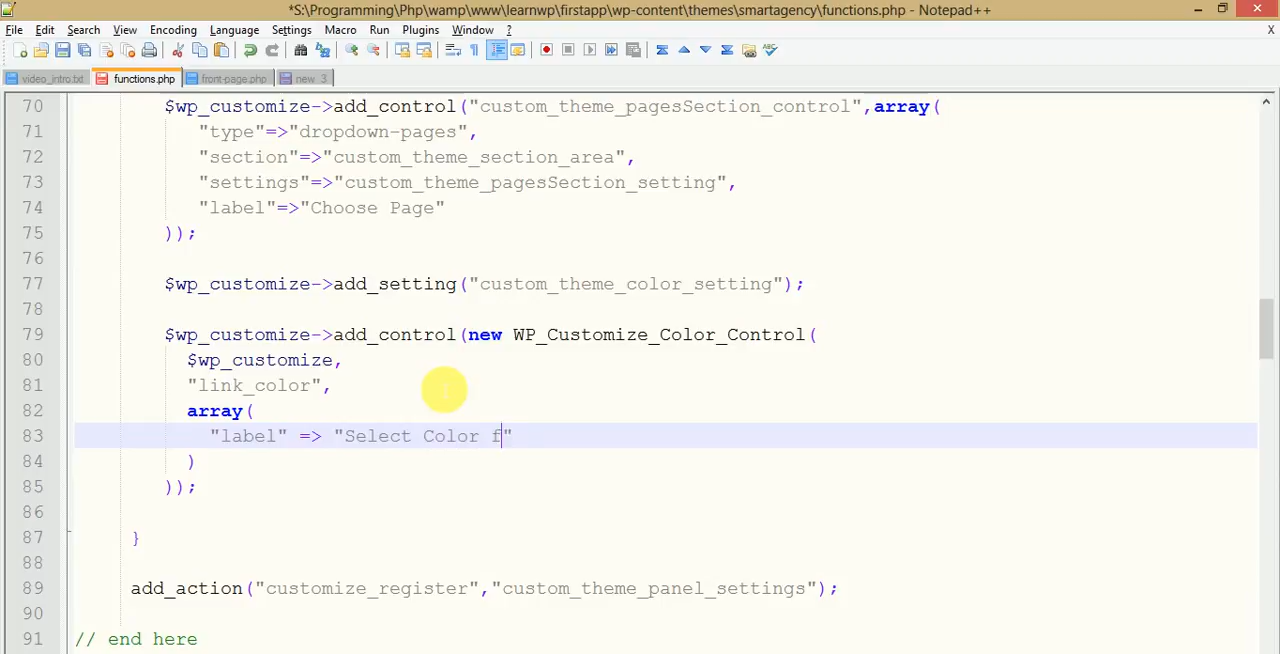 *S:\Programming\Php\wamp\www\learnwp\firstapp\wp-content\themes\smartagency\functions.php - Notepad++
File Edit Search View Encoding Language Settings Macro Run Plugins Window ? X
video_intro.txt functions.php front-page.php new 3
70 $wp_customize->add_control("custom_theme_pagesSection_control",array(
71 "type"=>"dropdown-pages",
72 "section"=>"custom_theme_section_area",
73 "settings"=>"custom_theme_pagesSection_setting",
74 "label"=>"Choose Page"
75 ));
76
77 $wp_customize->add_setting("custom_theme_color_setting");
78
79 $wp_customize->add_control(new WP_Customize_Color_Control(
80 $wp_customize,
81 "link_color",
82 array(
83 "label" => "Select Color f"
84 )
85 ));
86
87 }
88
89 add_action("customize_register","custom_theme_panel_settings");
90
91 // end here